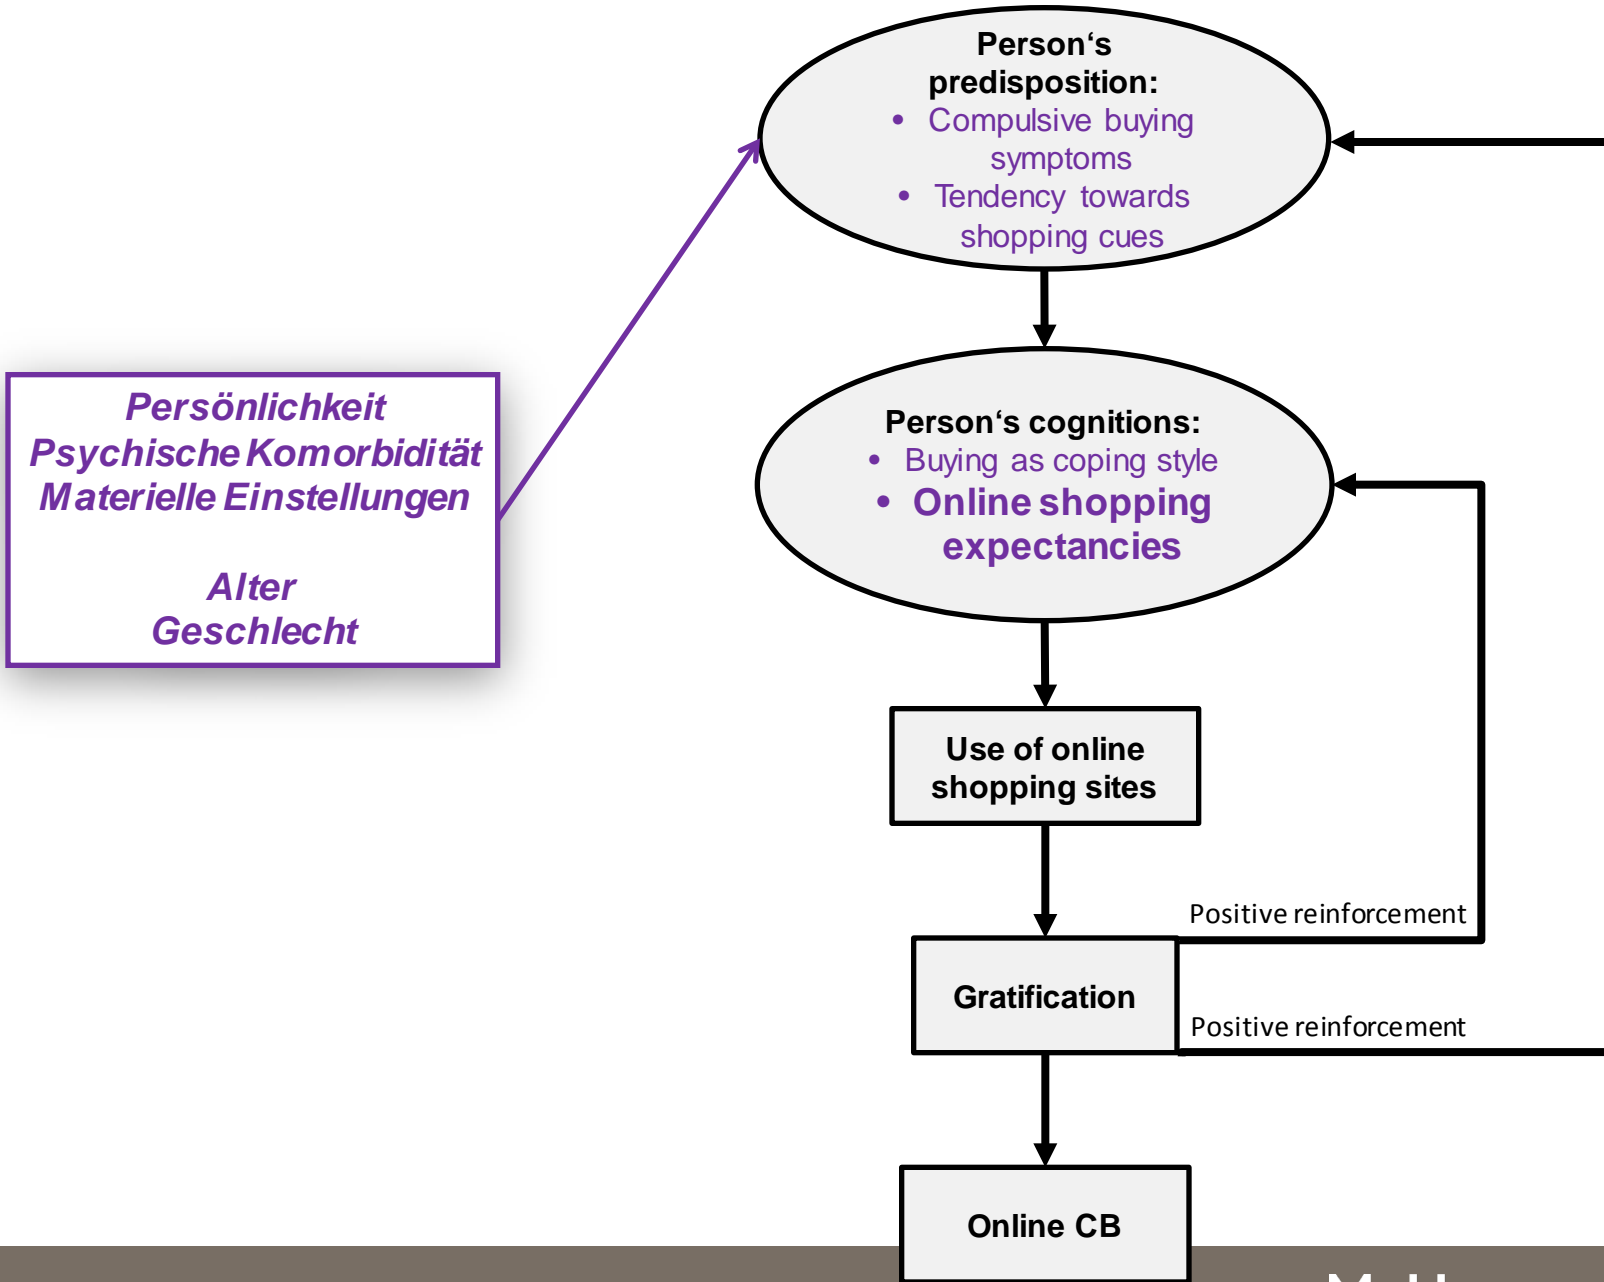 Person‘s
predisposition:
• Compulsive buying
symptoms
• Tendency towards
shopping cues
Persönlichkeit
Psychische Komorbidität
Materielle Einstellungen
Alter
Geschlecht
Person‘s cognitions:
• Buying as coping style
• Online shopping
expectancies
Use of online
shopping sites
Positive reinforcement
Gratification
Positive reinforcement
Online CB